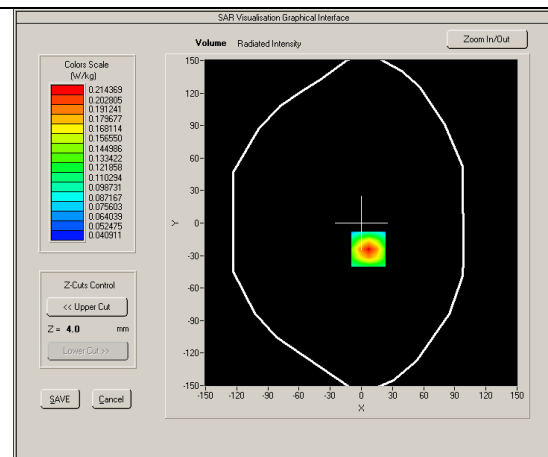 SAR Visualisation Graphical Interface
Volume Radiated Intensity
Zoom In/Out
Colors Scale
(W/kg)
0.214369
0.202805
0.191241
0.179677
0.168114
0.156550
0.144986
0.133422
0.121858
0.110294
0.098731
0.087167
0.075603
0.064039
0.052475
0.040911
Z-Cuts Control
<< Upper Cut
Z = 4.0 mm
Lower Cut >>
SAVE Cancel
150
120
90
60
30
0
-30
-60
-90
-120
-150
Y
-150 -120 -90 -60 -30 0 30 60 90 120 150
X